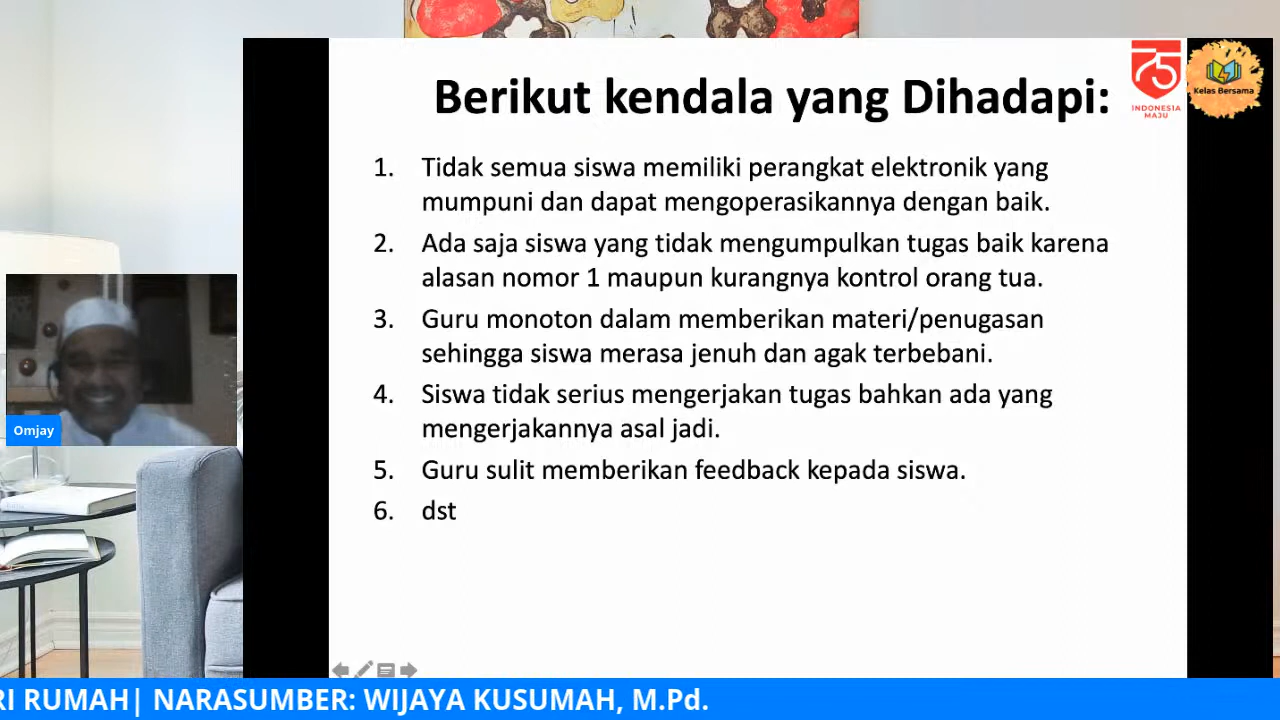 Berikut kendala yang Dihadapi:
75
INDONESIA
MAJU
Kelas Bersama
1. Tidak semua siswa memiliki perangkat elektronik yang
mumpuni dan dapat mengoperasikannya dengan baik.
2. Ada saja siswa yang tidak mengumpulkan tugas baik karena
alasan nomor 1 maupun kurangnya kontrol orang tua.
3. Guru monoton dalam memberikan materi/penugasan
sehingga siswa merasa jenuh dan agak terbebani.
4. Siswa tidak serius mengerjakan tugas bahkan ada yang
mengerjakannya asal jadi.
5. Guru sulit memberikan feedback kepada siswa.
6. dst
Omjay
RI RUMAH| NARASUMBER: WIJAYA KUSUMAH, M.Pd.